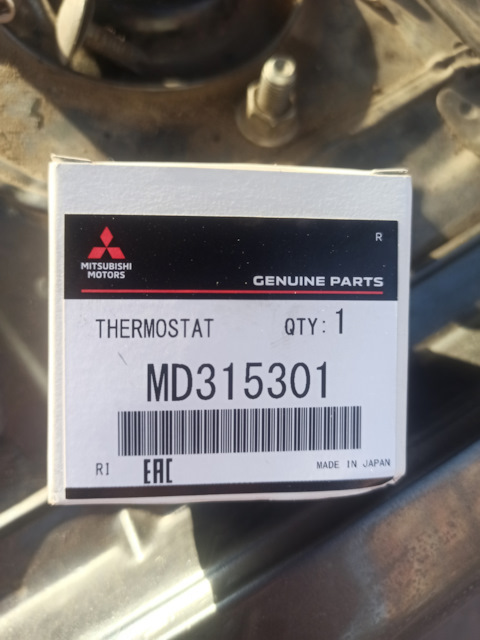 R
MITSUBISHI
MOTORS
GENUINE PARTS
THERMOSTAT QTY: 1
MD315301
RI EAC MADE IN JAPAN